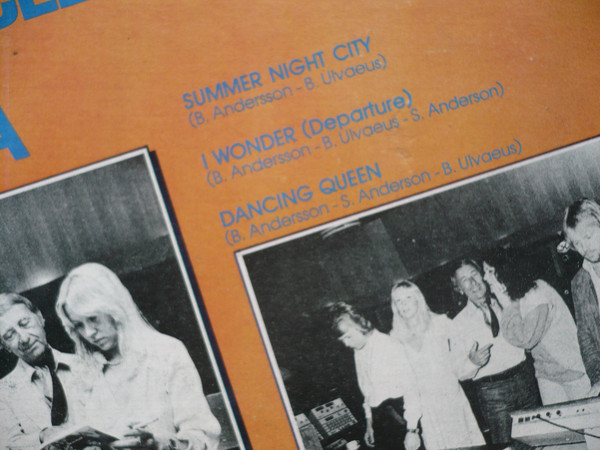 SUMMER NIGHT CITY
(B. Andersson - B. Ulvaeus)
I WONDER (Departure)
(B. Andersson - B. Ulvaeus - S. Anderson)
DANCING QUEEN
(B. Andersson - S. Anderson - B. Ulvaeus)